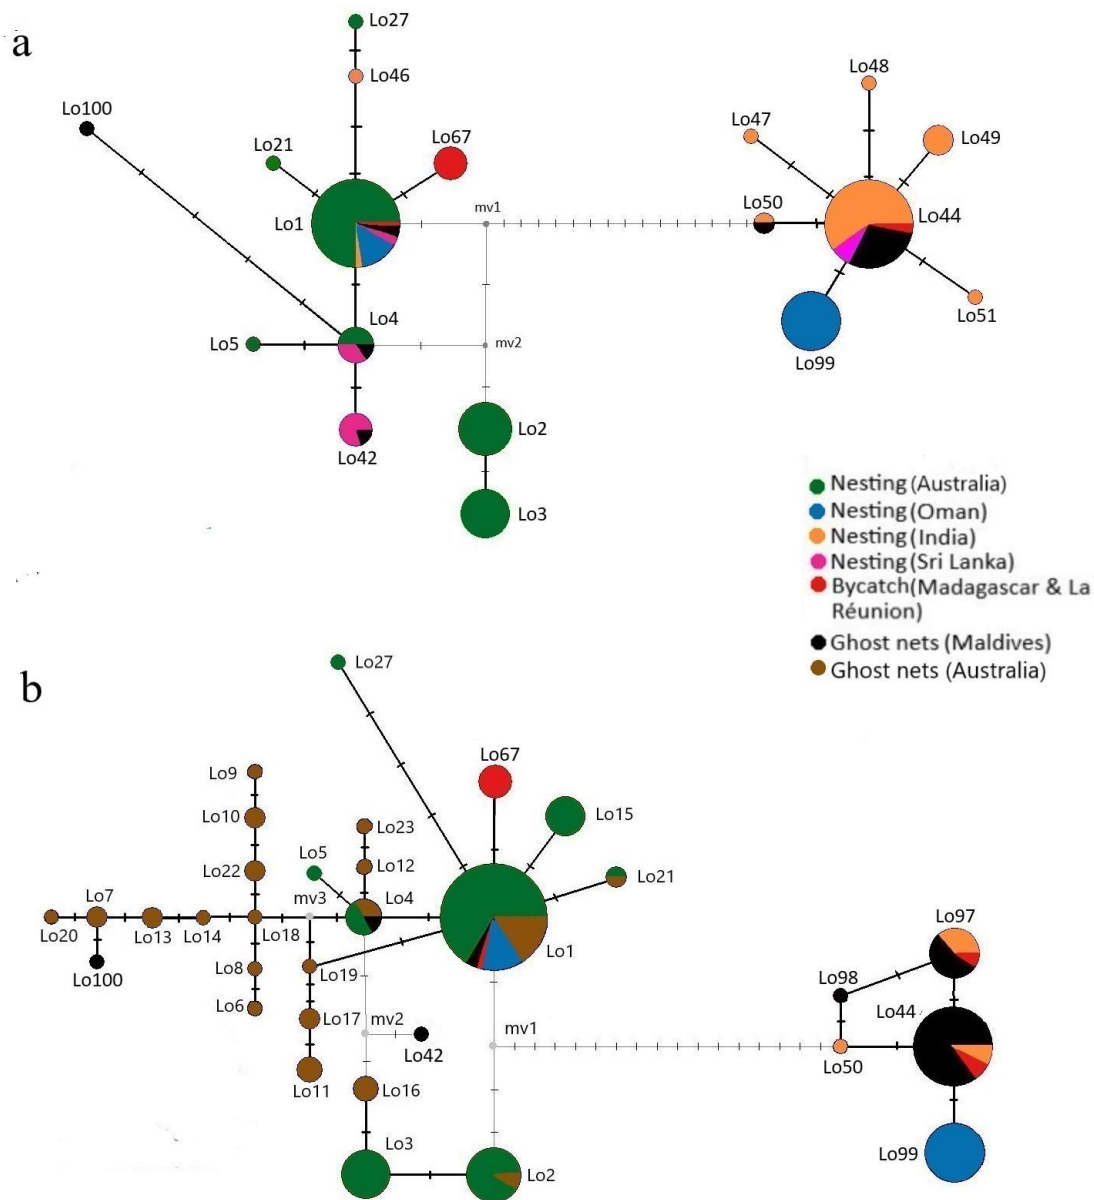 a
Lo27
Lo46
Lo48
Lo100
Lo47
Lo49
Lo21
Lo67
Lo1
mv1
Lo50
Lo44
Lo4
Lo51
Lo5
mv2
Lo99
Lo2
Lo42
Lo3
Nesting (Australia)
Nesting (Oman)
Nesting (India)
Nesting (Sri Lanka)
Bycatch(Madagascar & La
Réunion)
Ghost nets (Maldives)
Ghost nets (Australia)
b
Lo27
Lo67
Lo9
Lo10
Lo23
Lo15
Lo5
Lo12
Lo22
Lo21
Lo7
mv3
Lo4
Lo97
Lo20
Lo13
Lo14
Lo18
Lo1
Lo100
Lo8
Lo19
Lo98
Lo6
Lo17
mv2
mv1
Lo44
Lo42
Lo50
Lo11
Lo16
Lo3
Lo2
Lo99